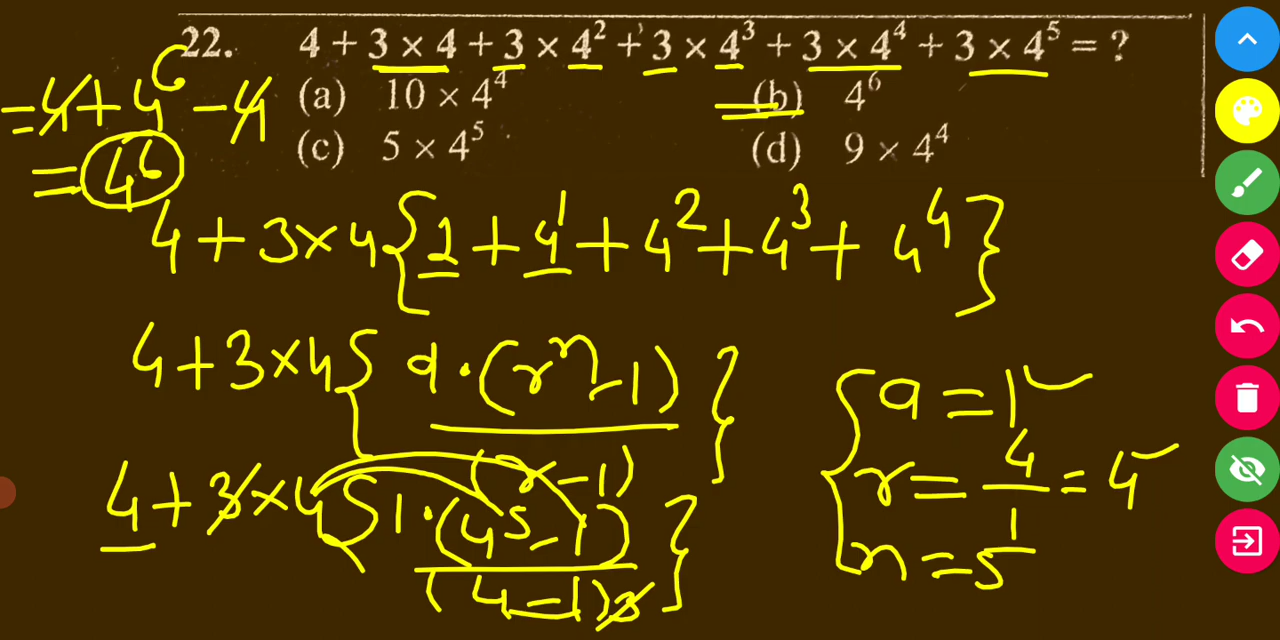 22. 4 + 3 × 4 + 3 × 4² + 3 × 4³ + 3 × 4⁴ + 3 × 4⁵ = ?
(a) 10 × 4⁴ (b) 4⁶
(c) 5 × 4⁵ (d) 9 × 4⁴
= 4 + 4⁶ - 4
= 4⁶
4 + 3 × 4 { 1 + 4¹ + 4² + 4³ + 4⁴ }
4 + 3 × 4 { a · (rⁿ - 1) / (r - 1) }
4 + 3 × 4 { 1 · (4⁵ - 1) / (4 - 1) 3 }
{ a = 1
r = 4/1 = 4
n = 5